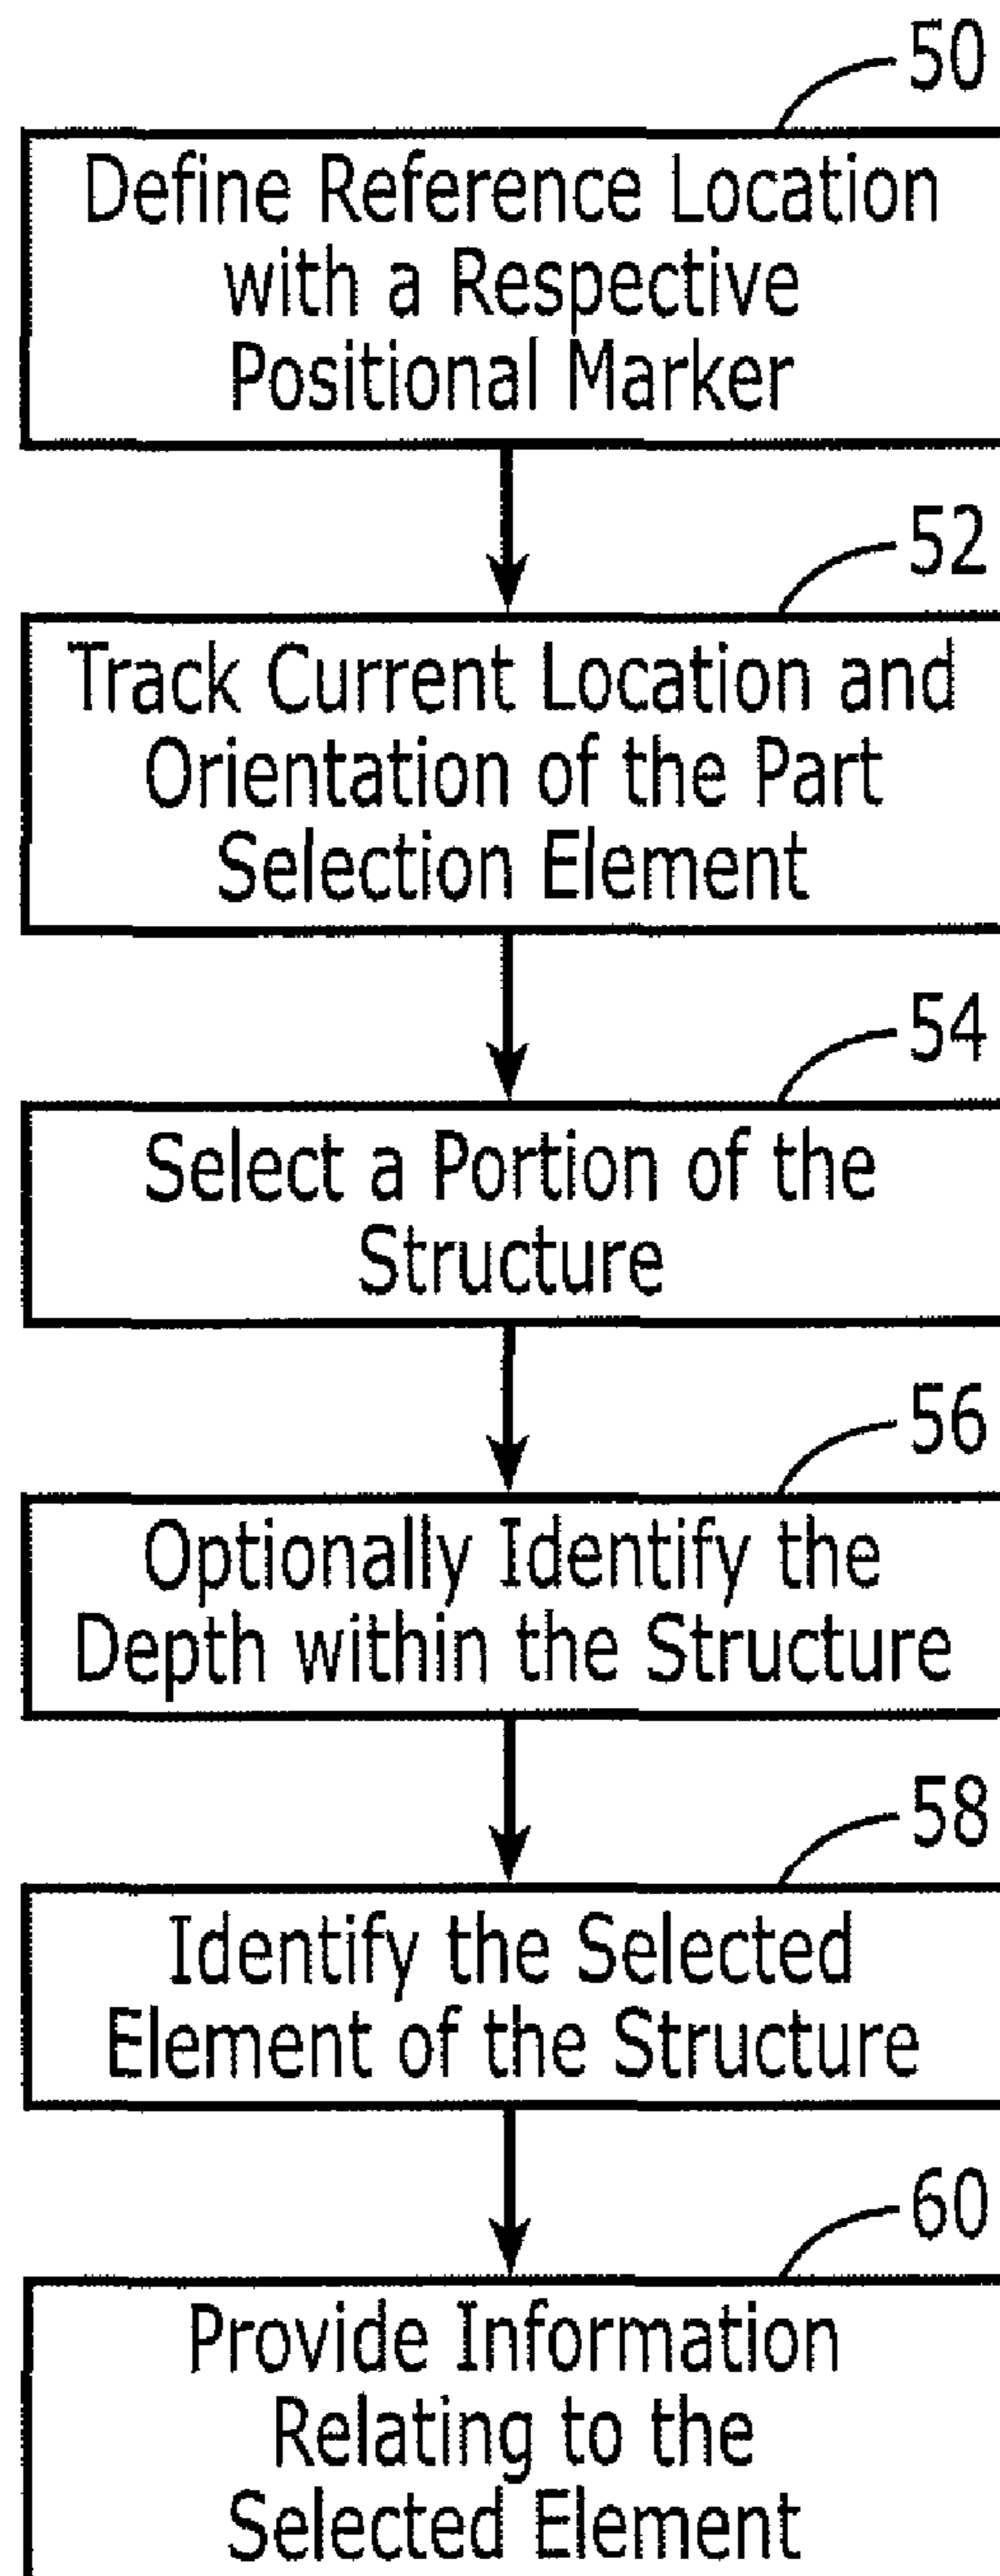 50
Define Reference Location
with a Respective
Positional Marker
52
Track Current Location and
Orientation of the Part
Selection Element
54
Select a Portion of the
Structure
56
Optionally Identify the
Depth within the Structure
58
Identify the Selected
Element of the Structure
60
Provide Information
Relating to the
Selected Element